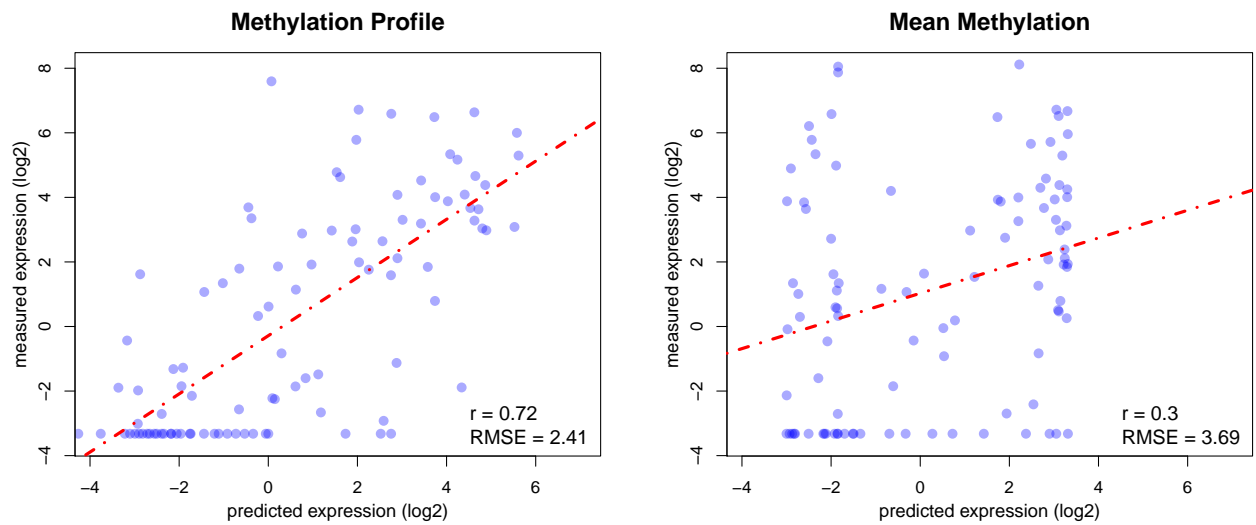 Methylation Profile
measured expression (log2)
8
6
4
2
0
−2
−4
−4 −2 0 2 4 6
predicted expression (log2)
r = 0.72
RMSE = 2.41
Mean Methylation
measured expression (log2)
8
6
4
2
0
−2
−4
−4 −2 0 2 4 6
predicted expression (log2)
r = 0.3
RMSE = 3.69